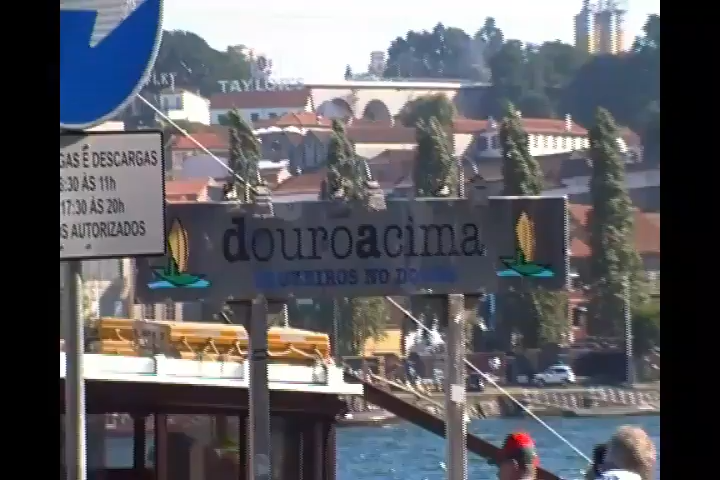 TAYLOR'S
GAS E DESCARGAS
8:30 ÀS 11h
17:30 ÀS 20h
S AUTORIZADOS
douroacima
CRUZEIROS NO DOURO